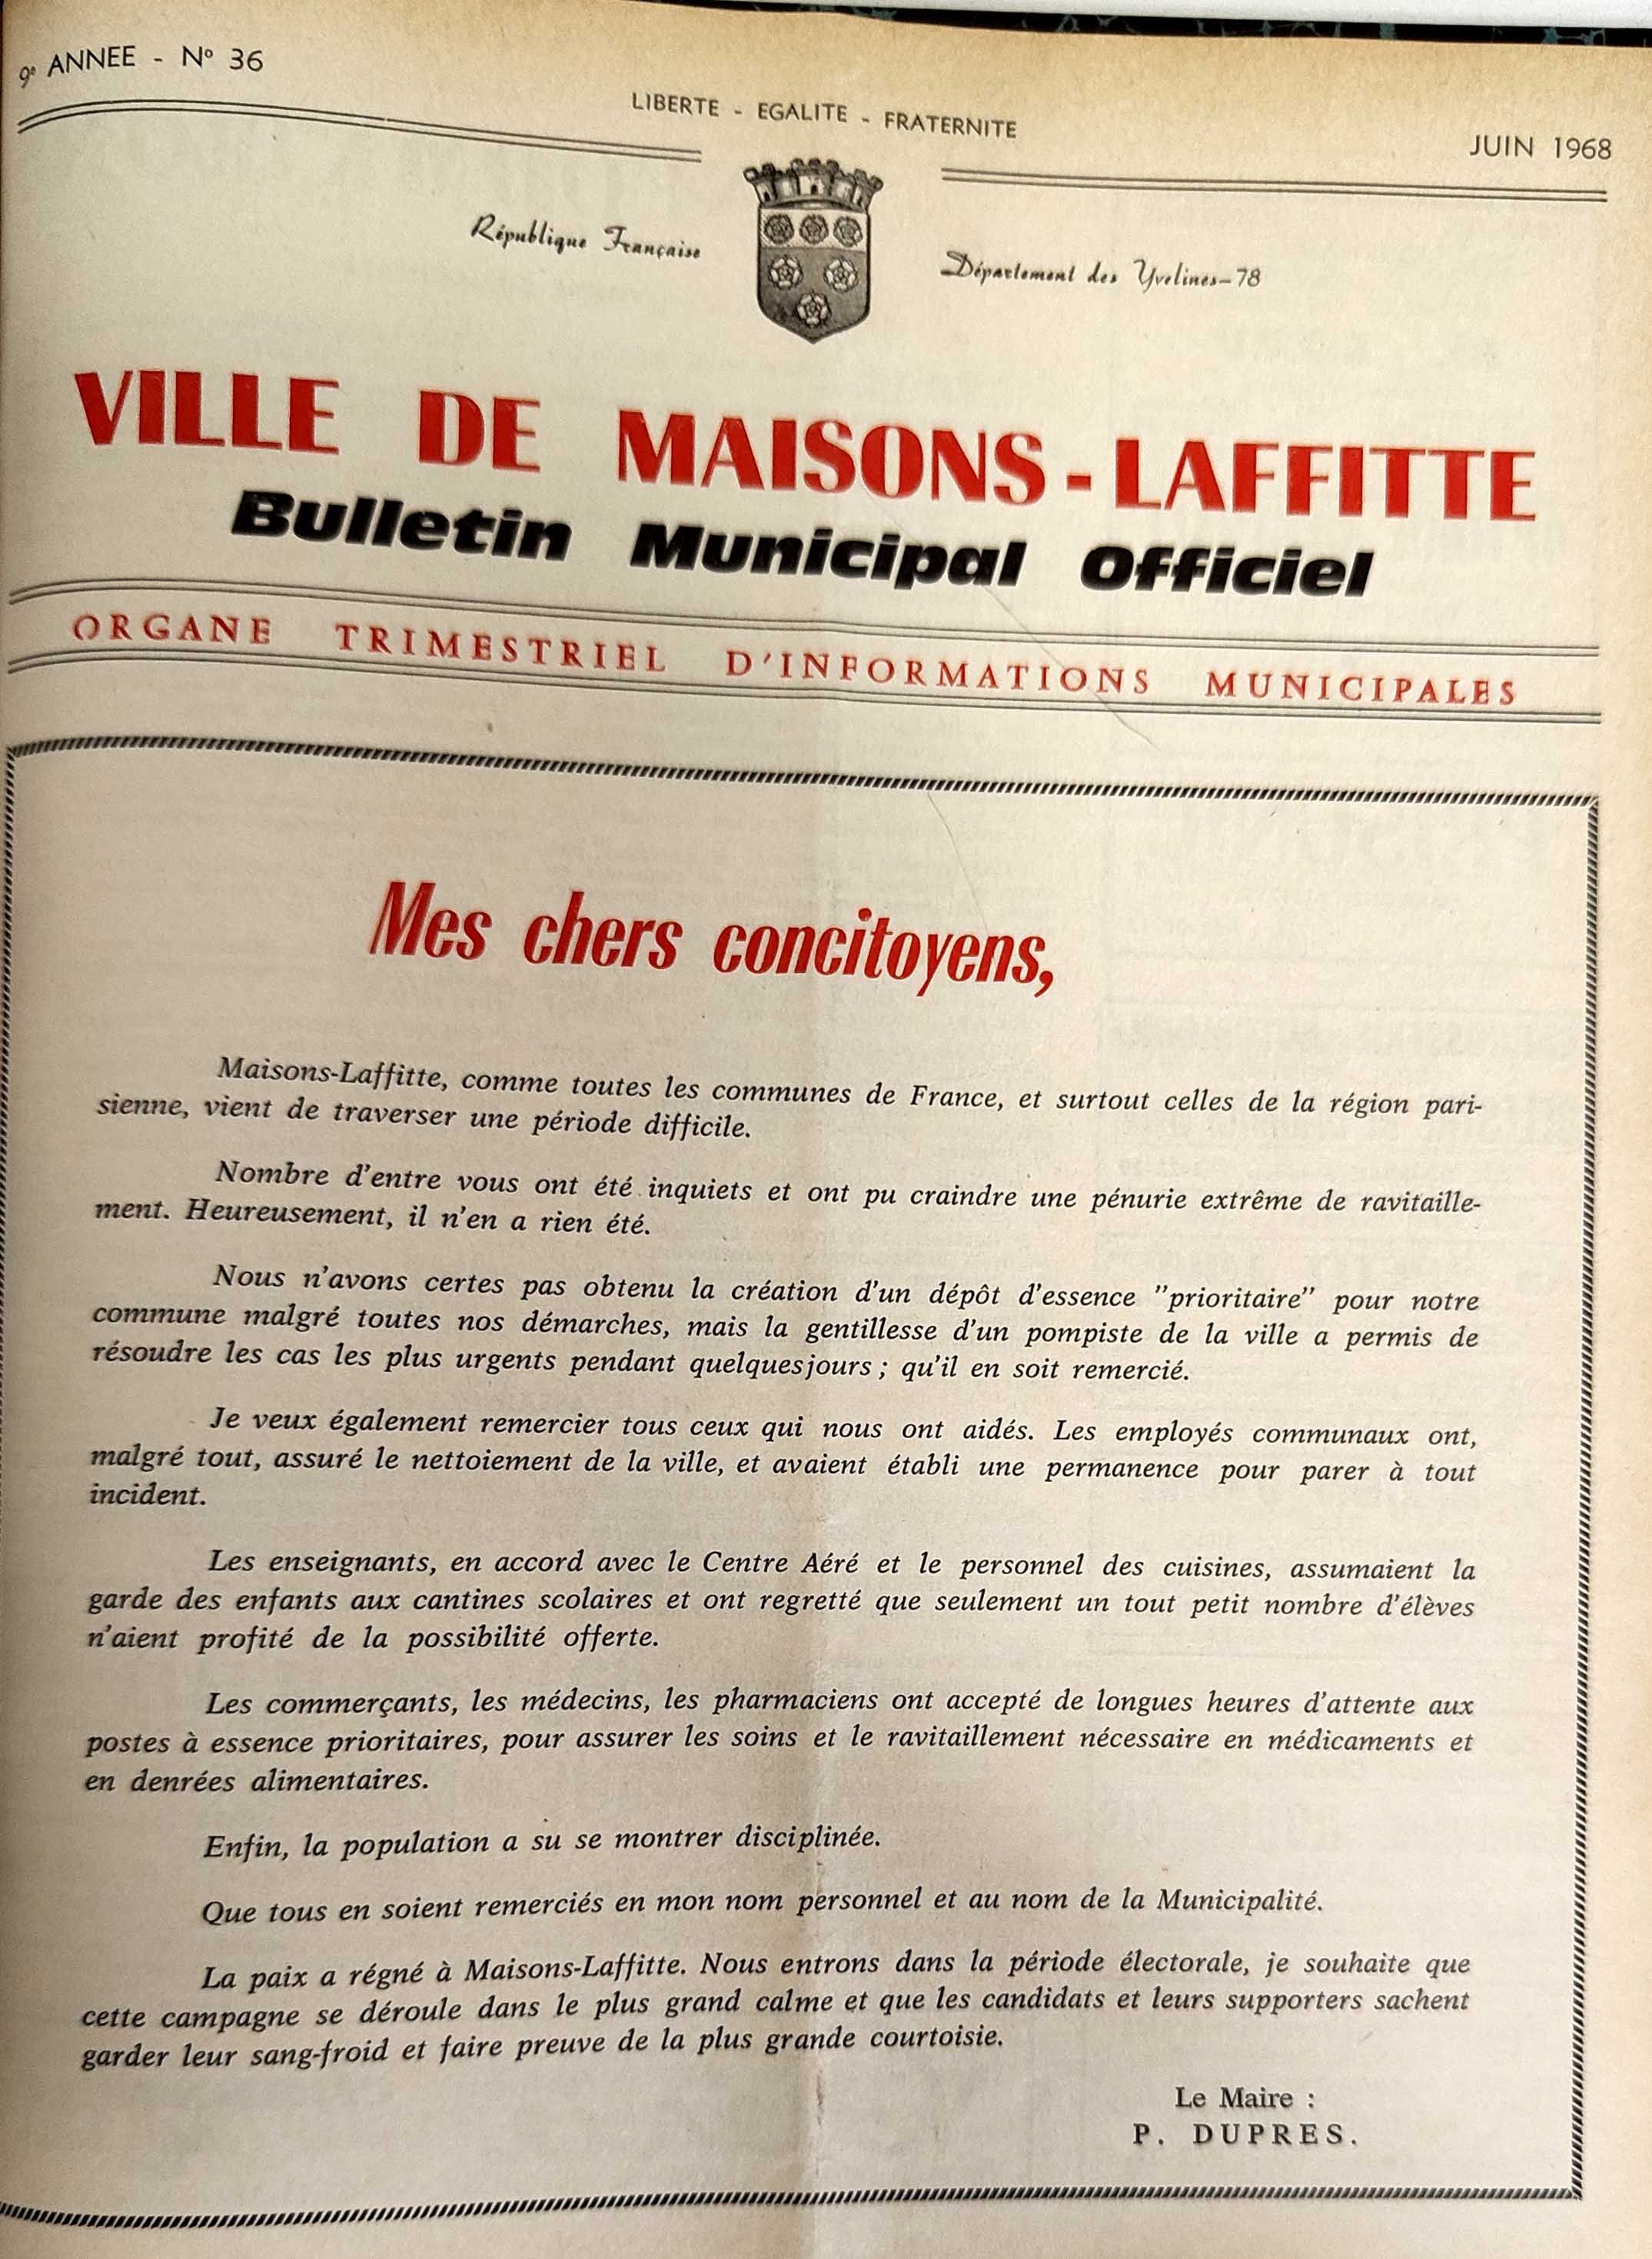 9e ANNEE - No 36
LIBERTE - EGALITE - FRATERNITE
JUIN 1968
République Française
Département des Yvelines-78
VILLE DE MAISONS-LAFFITTE
Bulletin Municipal Officiel
ORGANE TRIMESTRIEL D'INFORMATIONS MUNICIPALES
Mes chers concitoyens,
Maisons-Laffitte, comme toutes les communes de France, et surtout celles de la région pari-
sienne, vient de traverser une période difficile.
Nombre d'entre vous ont été inquiets et ont pu craindre une pénurie extrême de ravitaille-
ment. Heureusement, il n'en a rien été.
Nous n'avons certes pas obtenu la création d'un dépôt d'essence "prioritaire" pour notre
commune malgré toutes nos démarches, mais la gentillesse d'un pompiste de la ville a permis de
résoudre les cas les plus urgents pendant quelquesjours ; qu'il en soit remercié.
Je veux également remercier tous ceux qui nous ont aidés. Les employés communaux ont,
malgré tout, assuré le nettoiement de la ville, et avaient établi une permanence pour parer à tout
incident.
Les enseignants, en accord avec le Centre Aéré et le personnel des cuisines, assumaient la
garde des enfants aux cantines scolaires et ont regretté que seulement un tout petit nombre d'élèves
n'aient profité de la possibilité offerte.
Les commerçants, les médecins, les pharmaciens ont accepté de longues heures d'attente aux
postes à essence prioritaires, pour assurer les soins et le ravitaillement nécessaire en médicaments et
en denrées alimentaires.
Enfin, la population a su se montrer disciplinée.
Que tous en soient remerciés en mon nom personnel et au nom de la Municipalité.
La paix a régné à Maisons-Laffitte. Nous entrons dans la période électorale, je souhaite que
cette campagne se déroule dans le plus grand calme et que les candidats et leurs supporters sachent
garder leur sang-froid et faire preuve de la plus grande courtoisie.
Le Maire :
P. DUPRES.